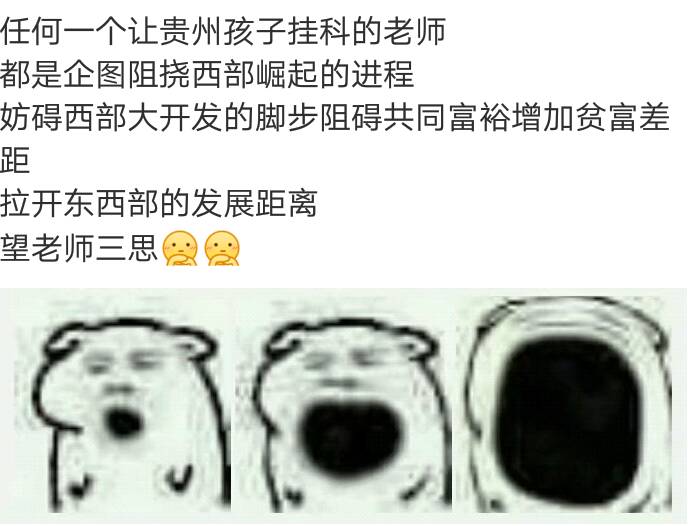 任何一个让贵州孩子挂科的老师
都是企图阻挠西部崛起的进程
妨碍西部大开发的脚步阻碍共同富裕增加贫富差
距
拉开东西部的发展距离
望老师三思🤔🤔